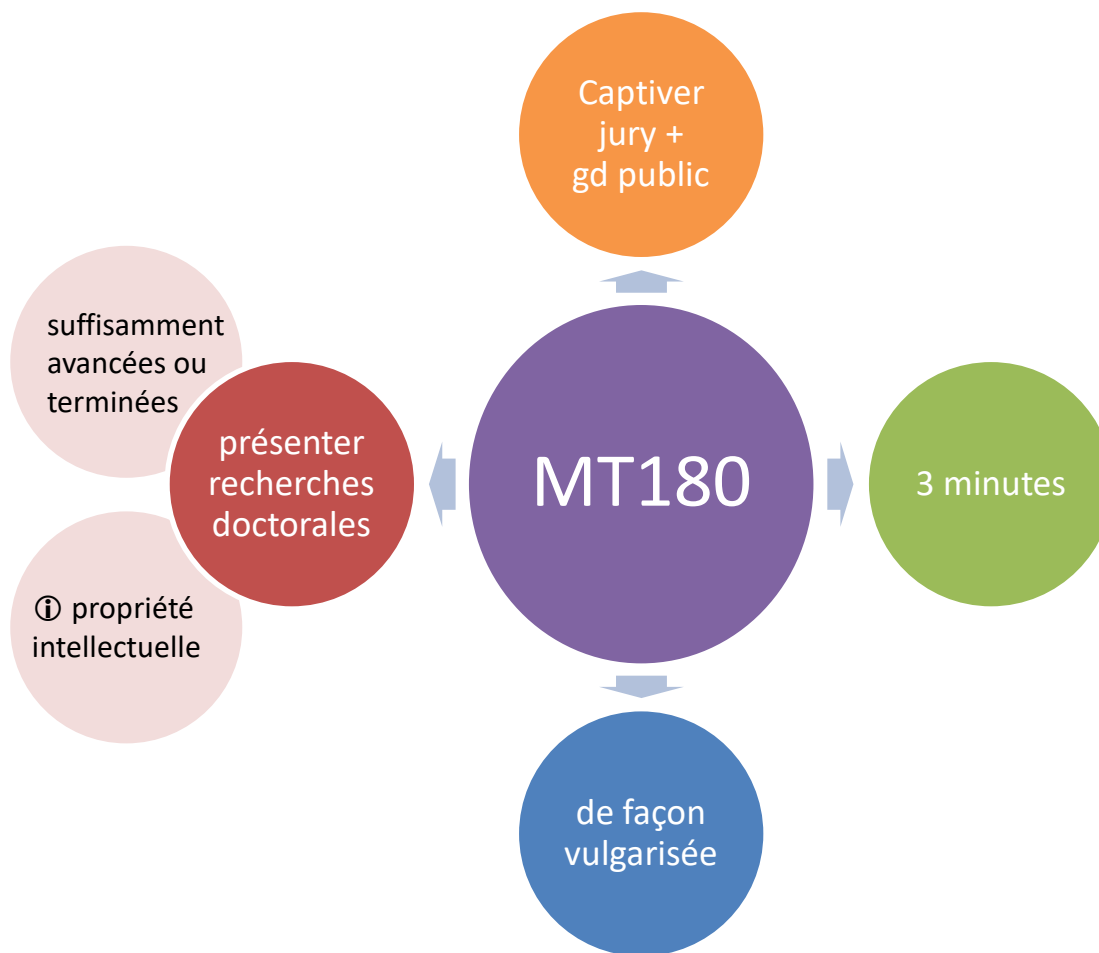 Captiver
jury +
gd public
suffisamment
avancées ou
terminées
présenter
recherches
doctorales
MT180
3 minutes
🛈 propriété
intellectuelle
de façon
vulgarisée